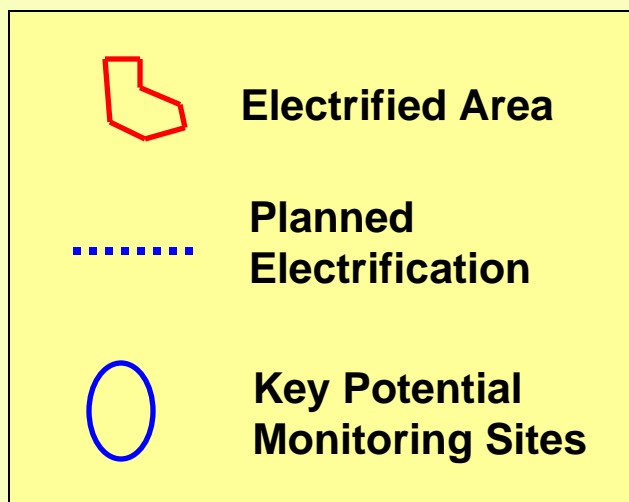 Electrified Area
Planned
Electrification
Key Potential
Monitoring Sites